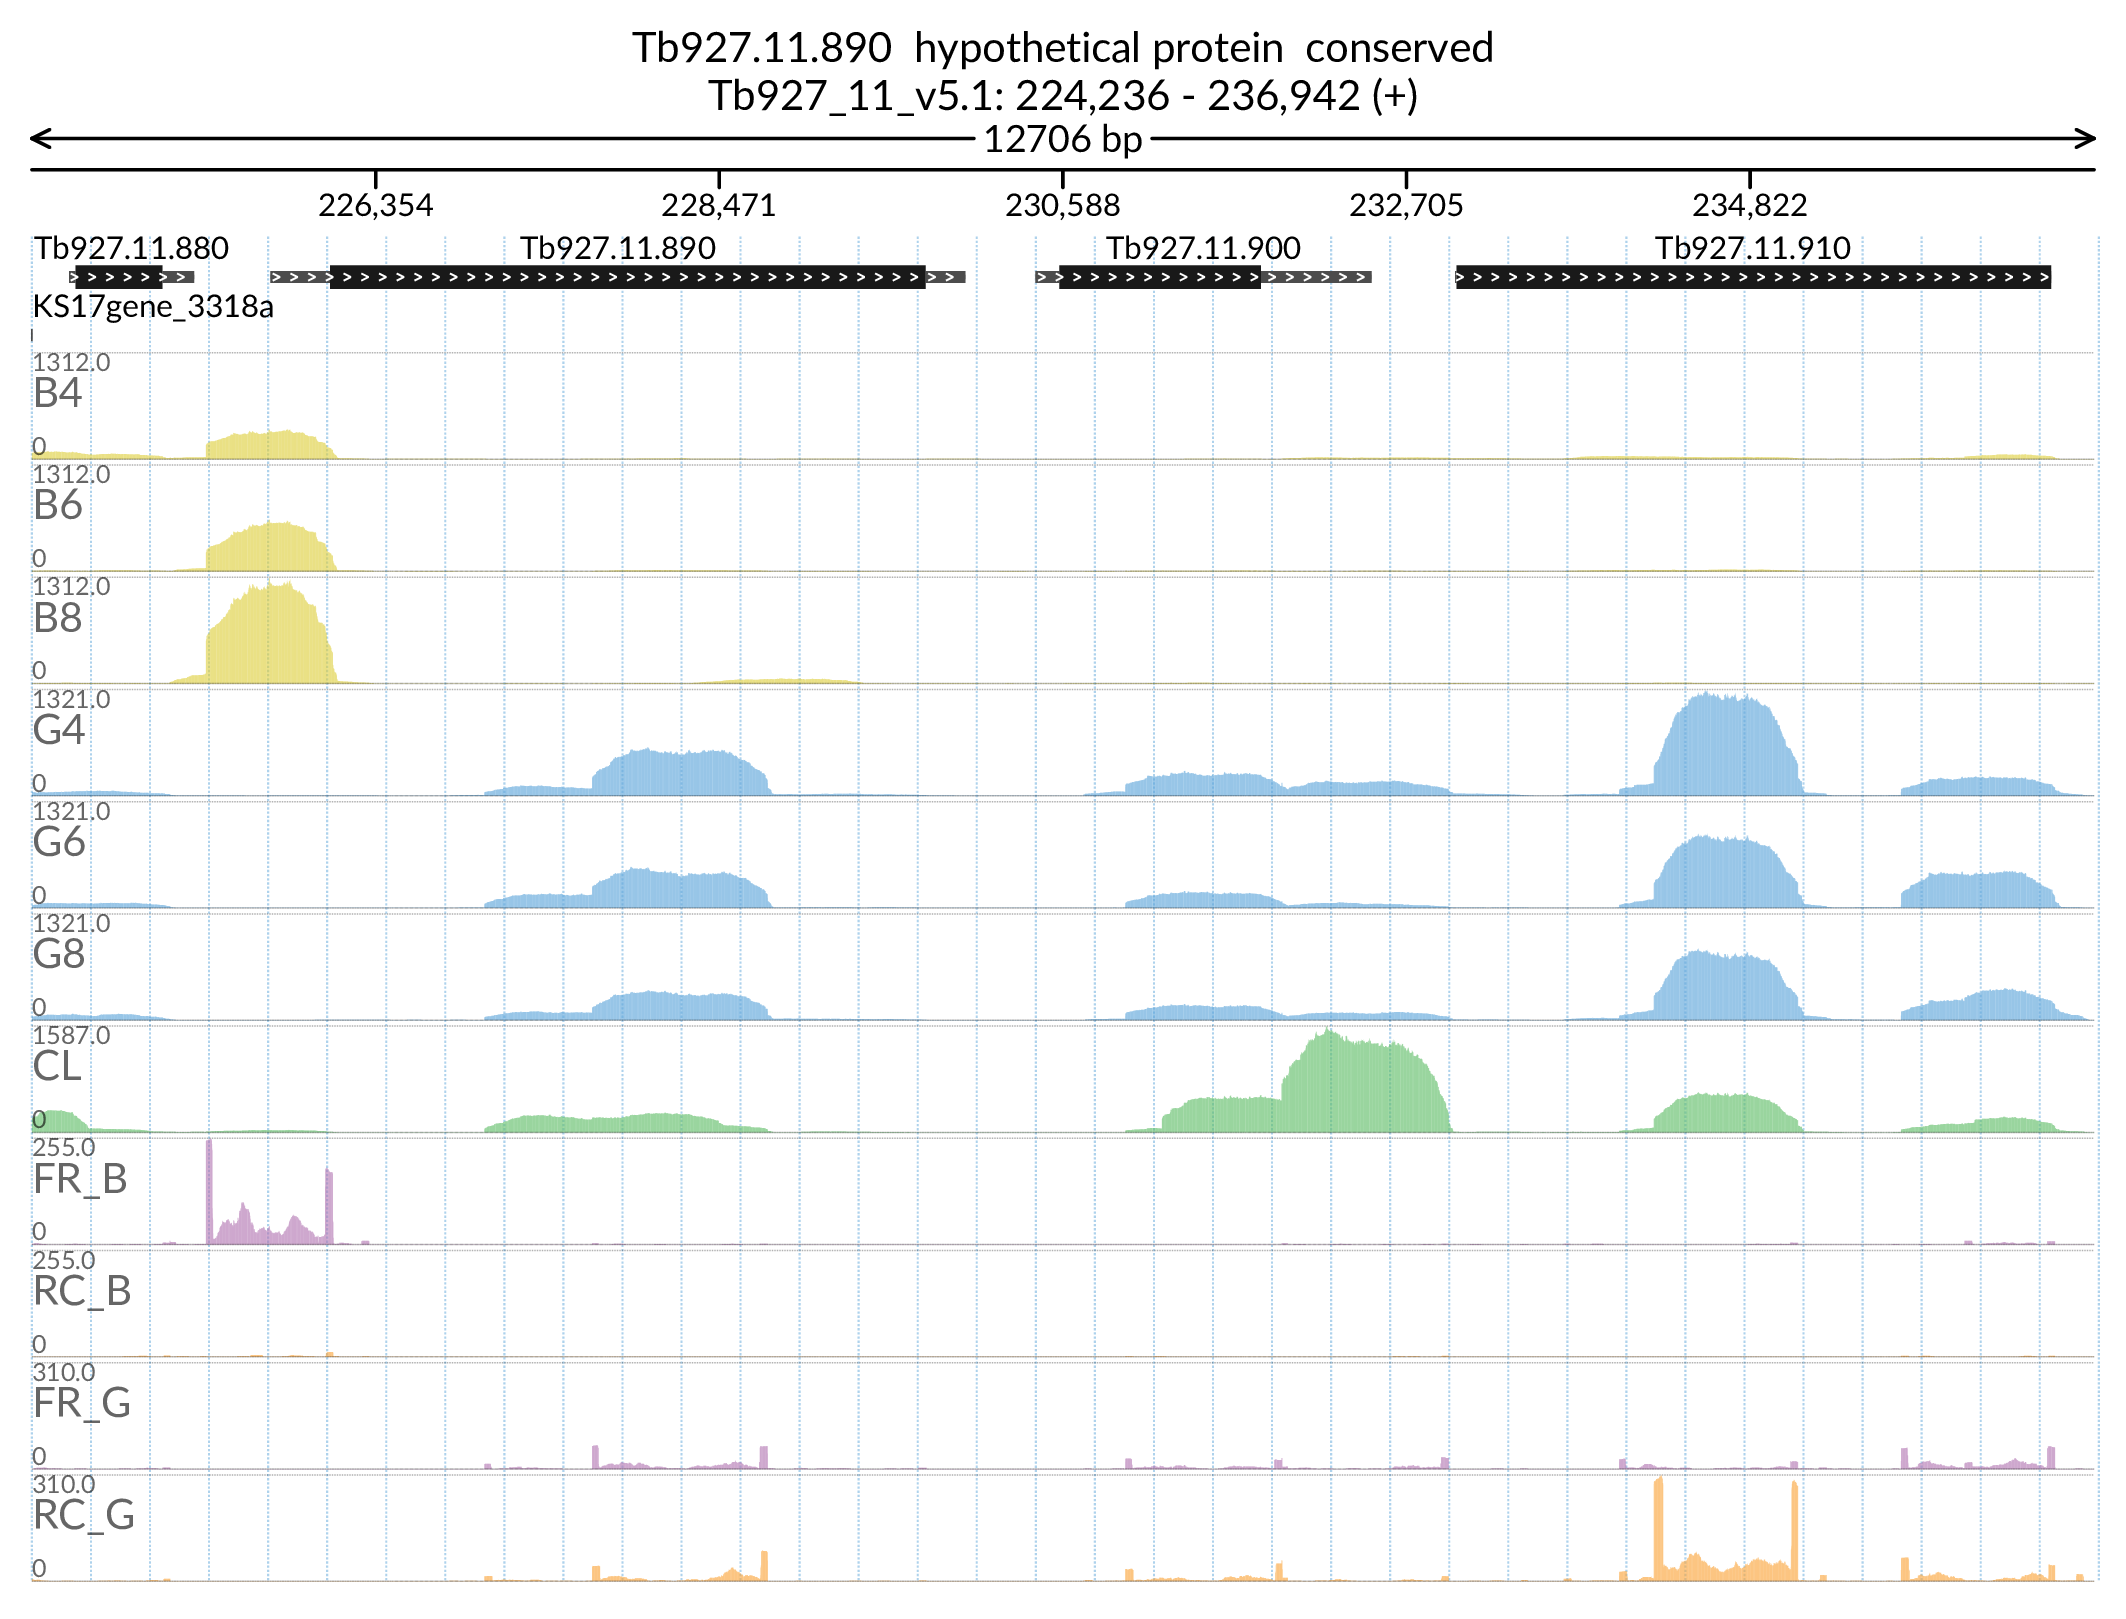 Tb927.11.890  hypothetical protein  conserved
Tb927_11_v5.1: 224,236 - 236,942 (+)
12706 bp
226,354 228,471 230,588 232,705 234,822
Tb927.11.880 Tb927.11.890 Tb927.11.900 Tb927.11.910
KS17gene_3318a
1312.0
B4
0
1312.0
B6
0
1312.0
B8
0
1321.0
G4
0
1321.0
G6
0
1321.0
G8
0
1587.0
CL
0
255.0
FR_B
0
255.0
RC_B
0
310.0
FR_G
0
310.0
RC_G
0